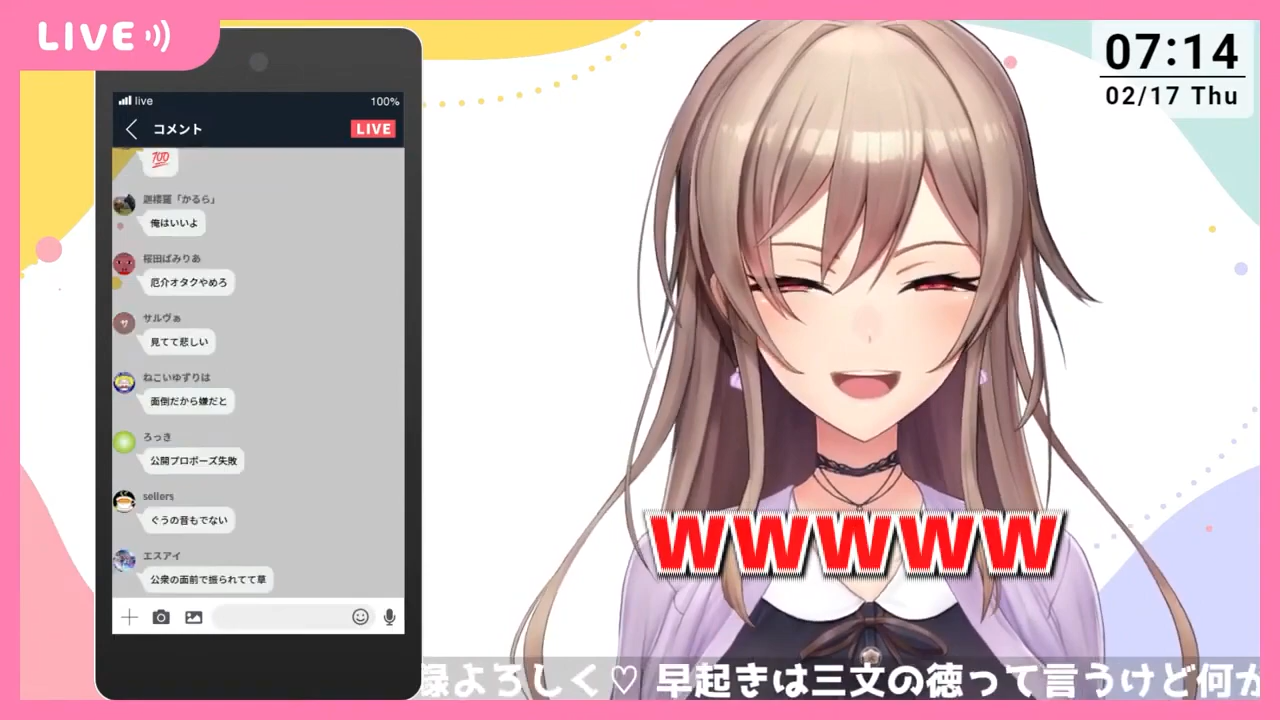 LIVE
07:14
02/17 Thu
live
100%
コメント
LIVE
💯
迦楼羅「かるら」
俺はいいよ
桜田ぱみりあ
厄介オタクやめろ
サルヴぁ
サ
見てて悲しい
ねこいゆずりは
面倒だから嫌だと
ろっき
公開プロポーズ失敗
sellers
ぐうの音もでない
エスアイ
公衆の面前で振られてて草
wwwww
録よろしく♡ 早起きは三文の徳って言うけど何か